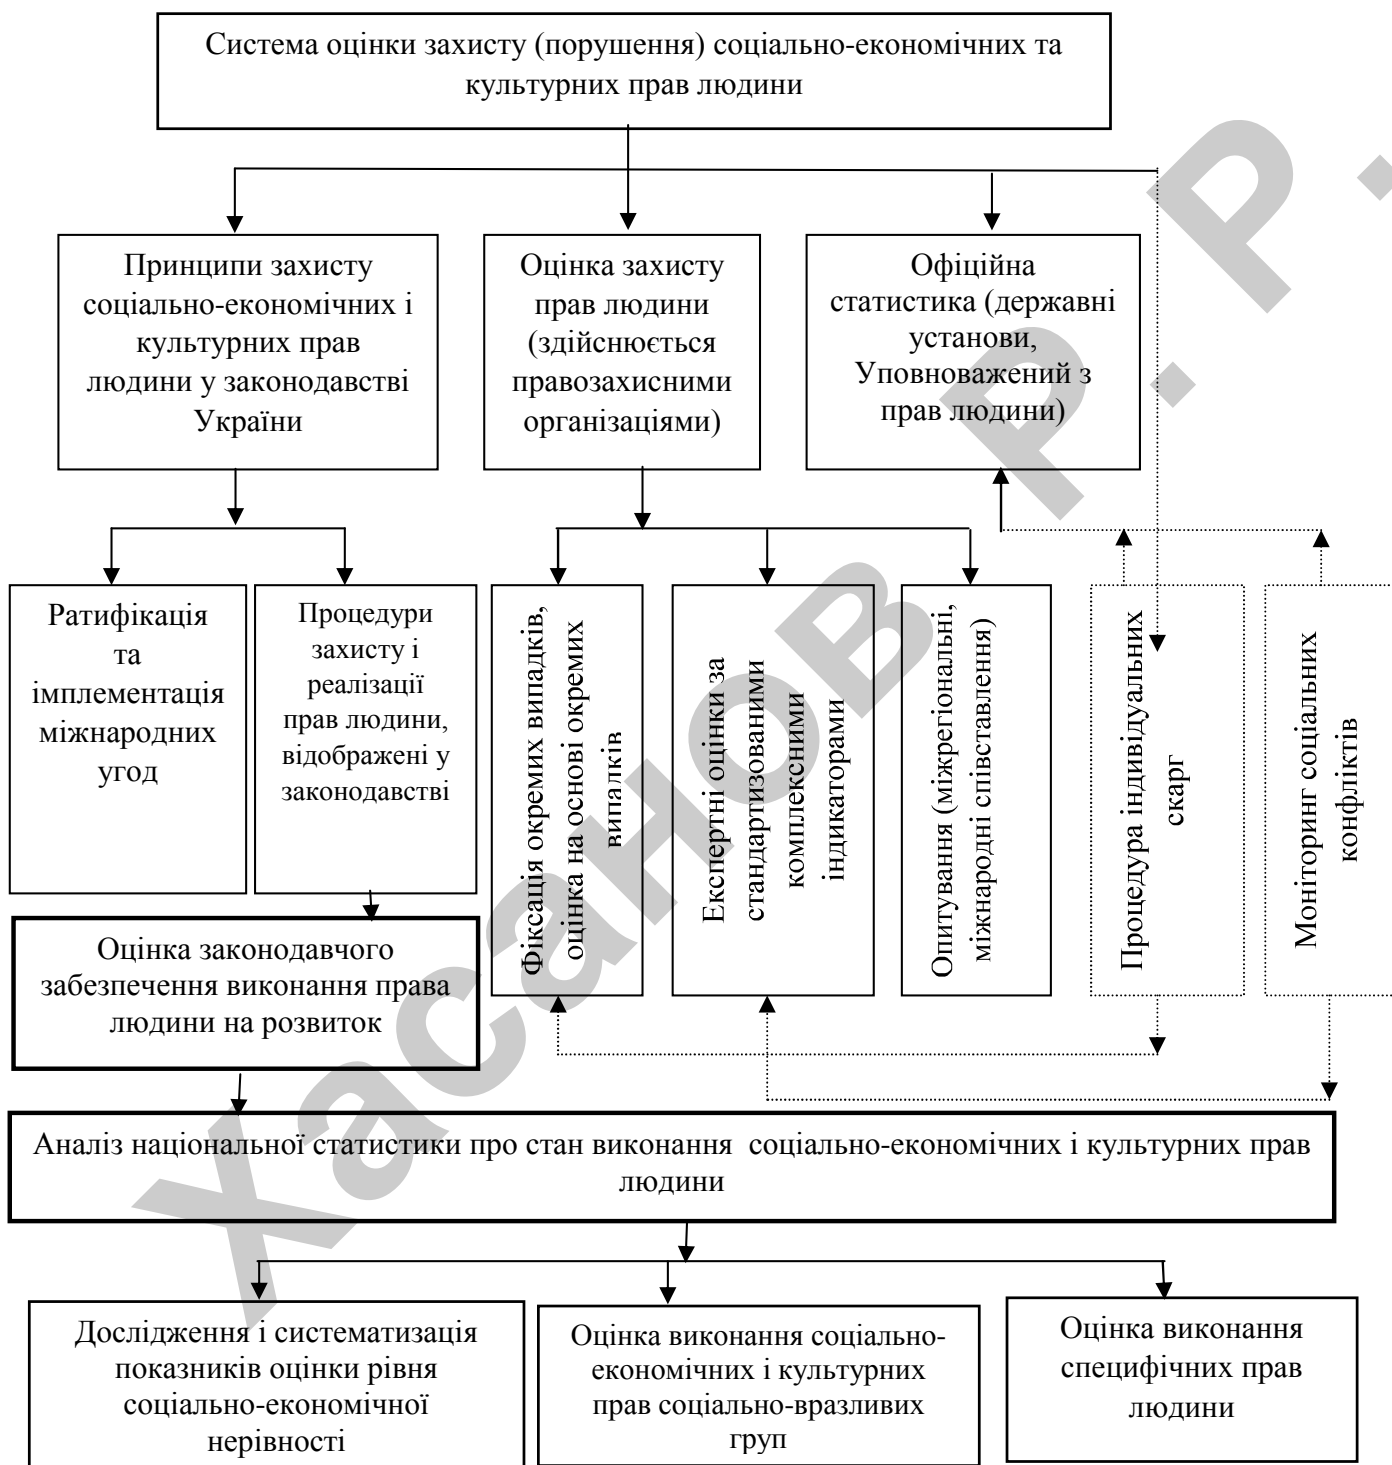 Система оцінки захисту (порушення) соціально-економічних та
культурних прав людини
Принципи захисту
соціально-економічних і
культурних прав
людини у законодавстві
України
Оцінка захисту
прав людини
(здійснюється
правозахисними
організаціями)
Офіційна
статистика (державні
установи,
Уповноважений з
прав людини)
Ратифікація
та
імплементація
міжнародних
угод
Процедури
захисту і
реалізації
прав людини,
відображені у
законодавстві
Фіксація окремих випадків,
оцінка на основі окремих
випадків
Експертні оцінки за
стандартизованими
комплексними
індикаторами
Опитування (міжрегіональні,
міжнародні співставлення)
Процедура індивідуальних
скарг
Моніторинг соціальних
конфліктів
Оцінка законодавчого
забезпечення виконання права
людини на розвиток
Аналіз національної статистики про стан виконання соціально-економічних і культурних прав
людини
Дослідження і систематизація
показників оцінки рівня
соціально-економічної
нерівності
Оцінка виконання соціально-
економічних і культурних
прав соціально-вразливих
груп
Оцінка виконання
специфічних прав
людини
Хасанов Р. Р.